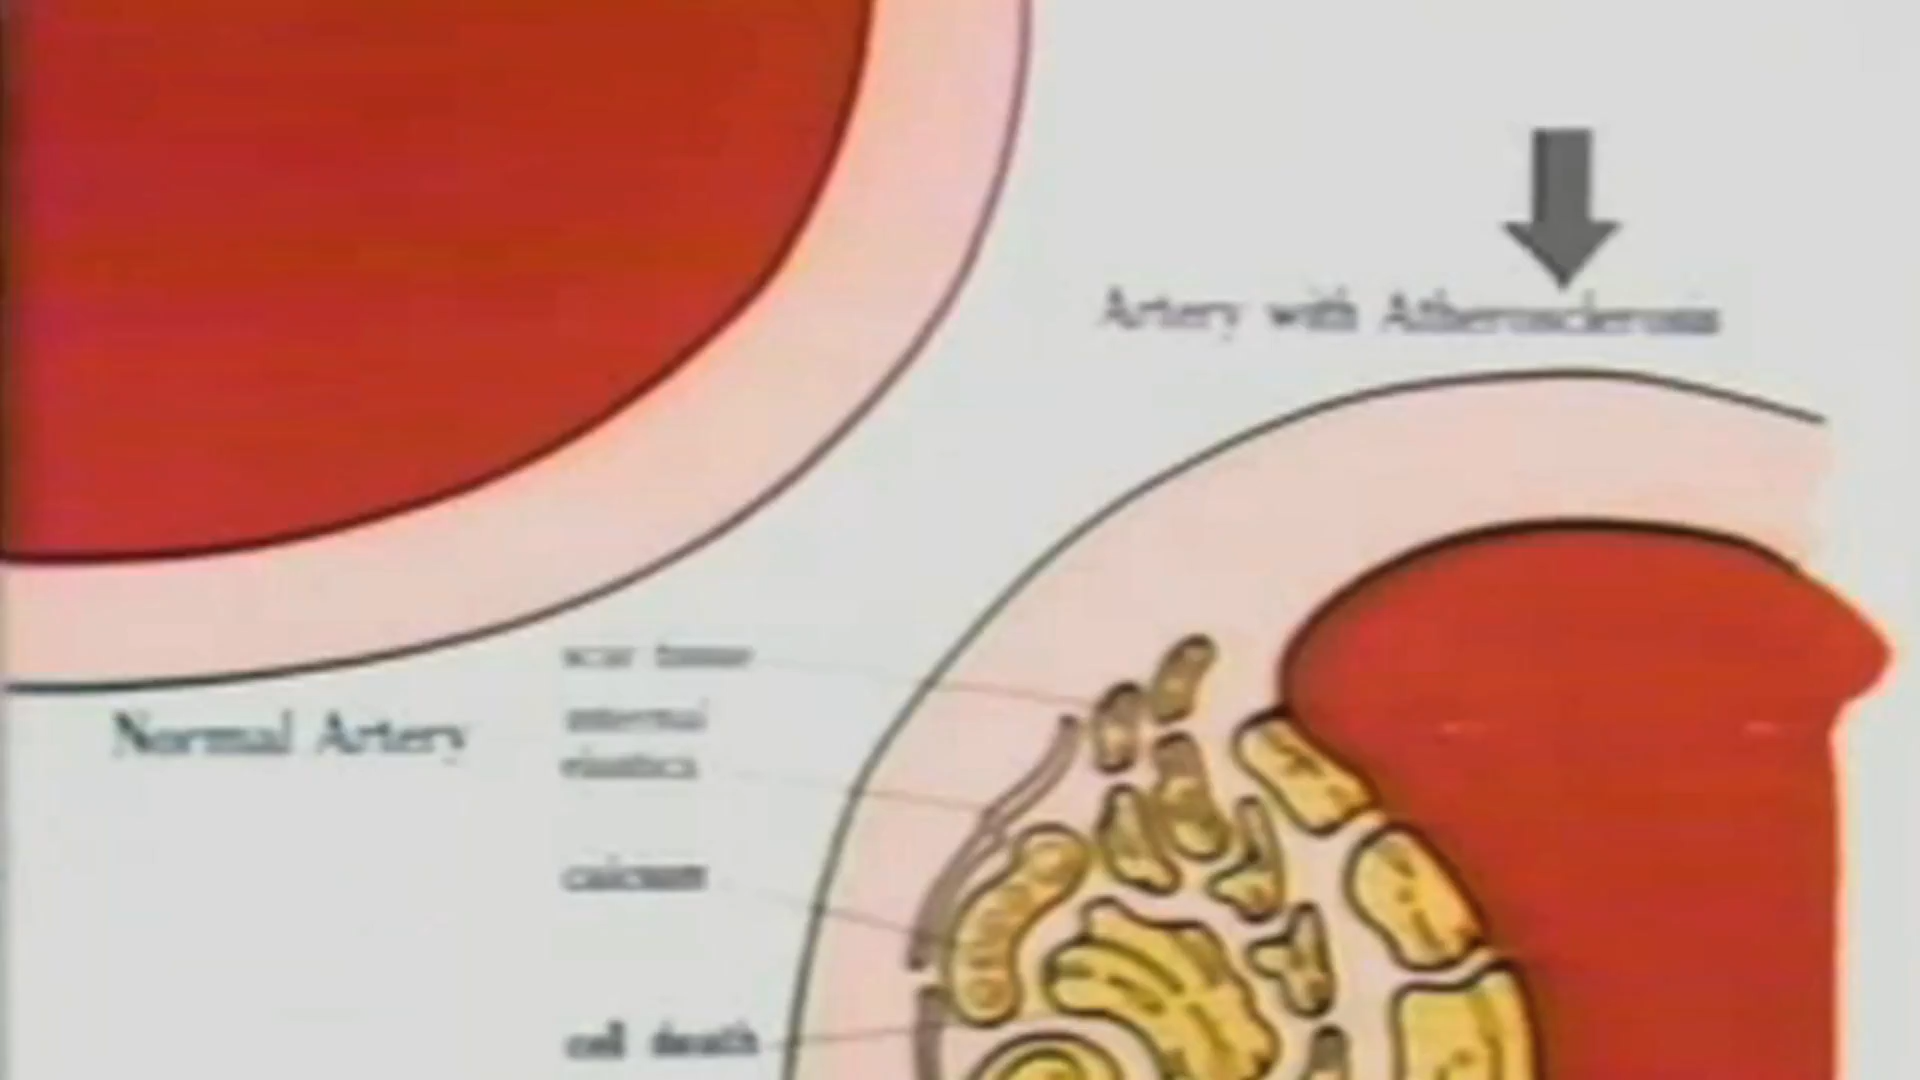 Artery with Atherosclerosis
scar tissue
Normal Artery
internal
elastica
calcium
cell death